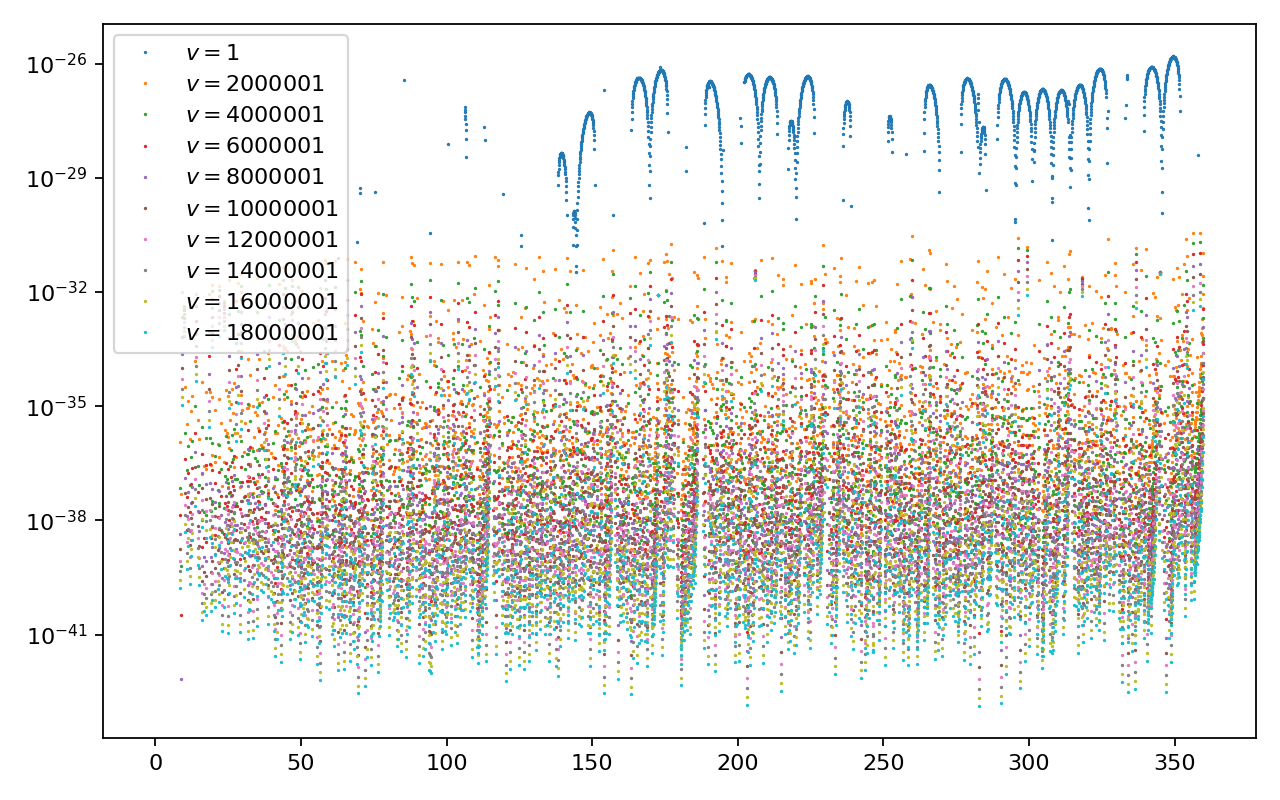 10^{-26}
10^{-29}
10^{-32}
10^{-35}
10^{-38}
10^{-41}
v = 1
v = 2000001
v = 4000001
v = 6000001
v = 8000001
v = 10000001
v = 12000001
v = 14000001
v = 16000001
v = 18000001
0 50 100 150 200 250 300 350